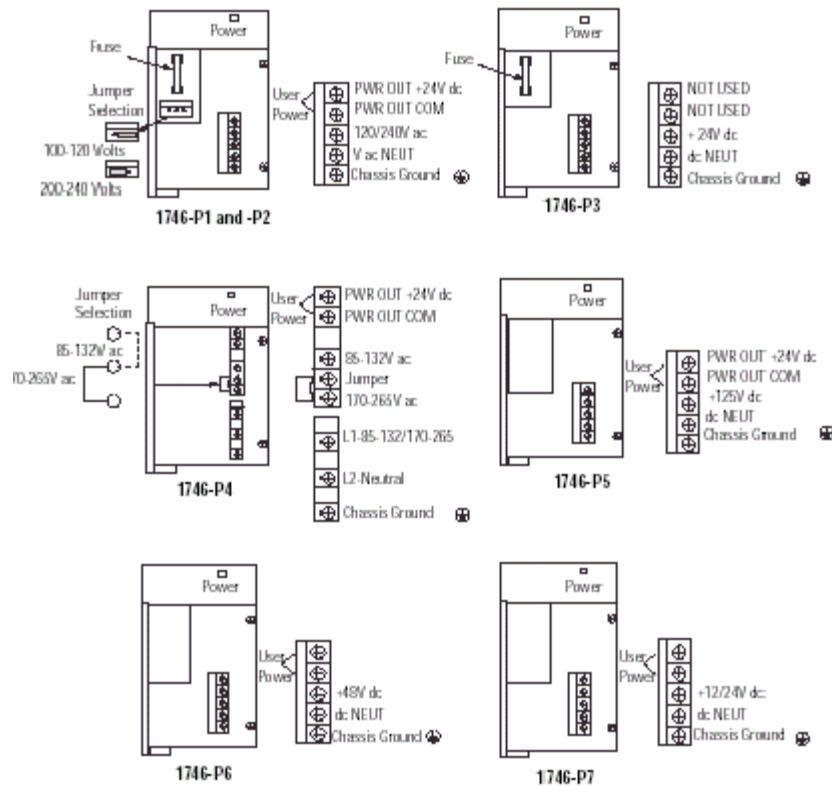 Power
Fuse
Jumper
Selection
100-120 Volts
200-240 Volts
User
Power
PWR OUT +24V dc
PWR OUT COM
120/240V ac
V ac NEUT
Chassis Ground
1746-P1 and -P2
Power
Fuse
NOT USED
NOT USED
+ 24V dc
dc NEUT
Chassis Ground
1746-P3
Jumper
Selection
85-132V ac
70-265V ac
Power
User
Power
PWR OUT +24V dc
PWR OUT COM
85-132V ac
Jumper
170-265V ac
L1-85-132/170-265
L2-Neutral
Chassis Ground
1746-P4
Power
User
Power
PWR OUT +24V dc
PWR OUT COM
+125V dc
dc NEUT
Chassis Ground
1746-P5
Power
User
Power
+48V dc
dc NEUT
Chassis Ground
1746-P6
Power
User
Power
+12/24V dc
dc NEUT
Chassis Ground
1746-P7